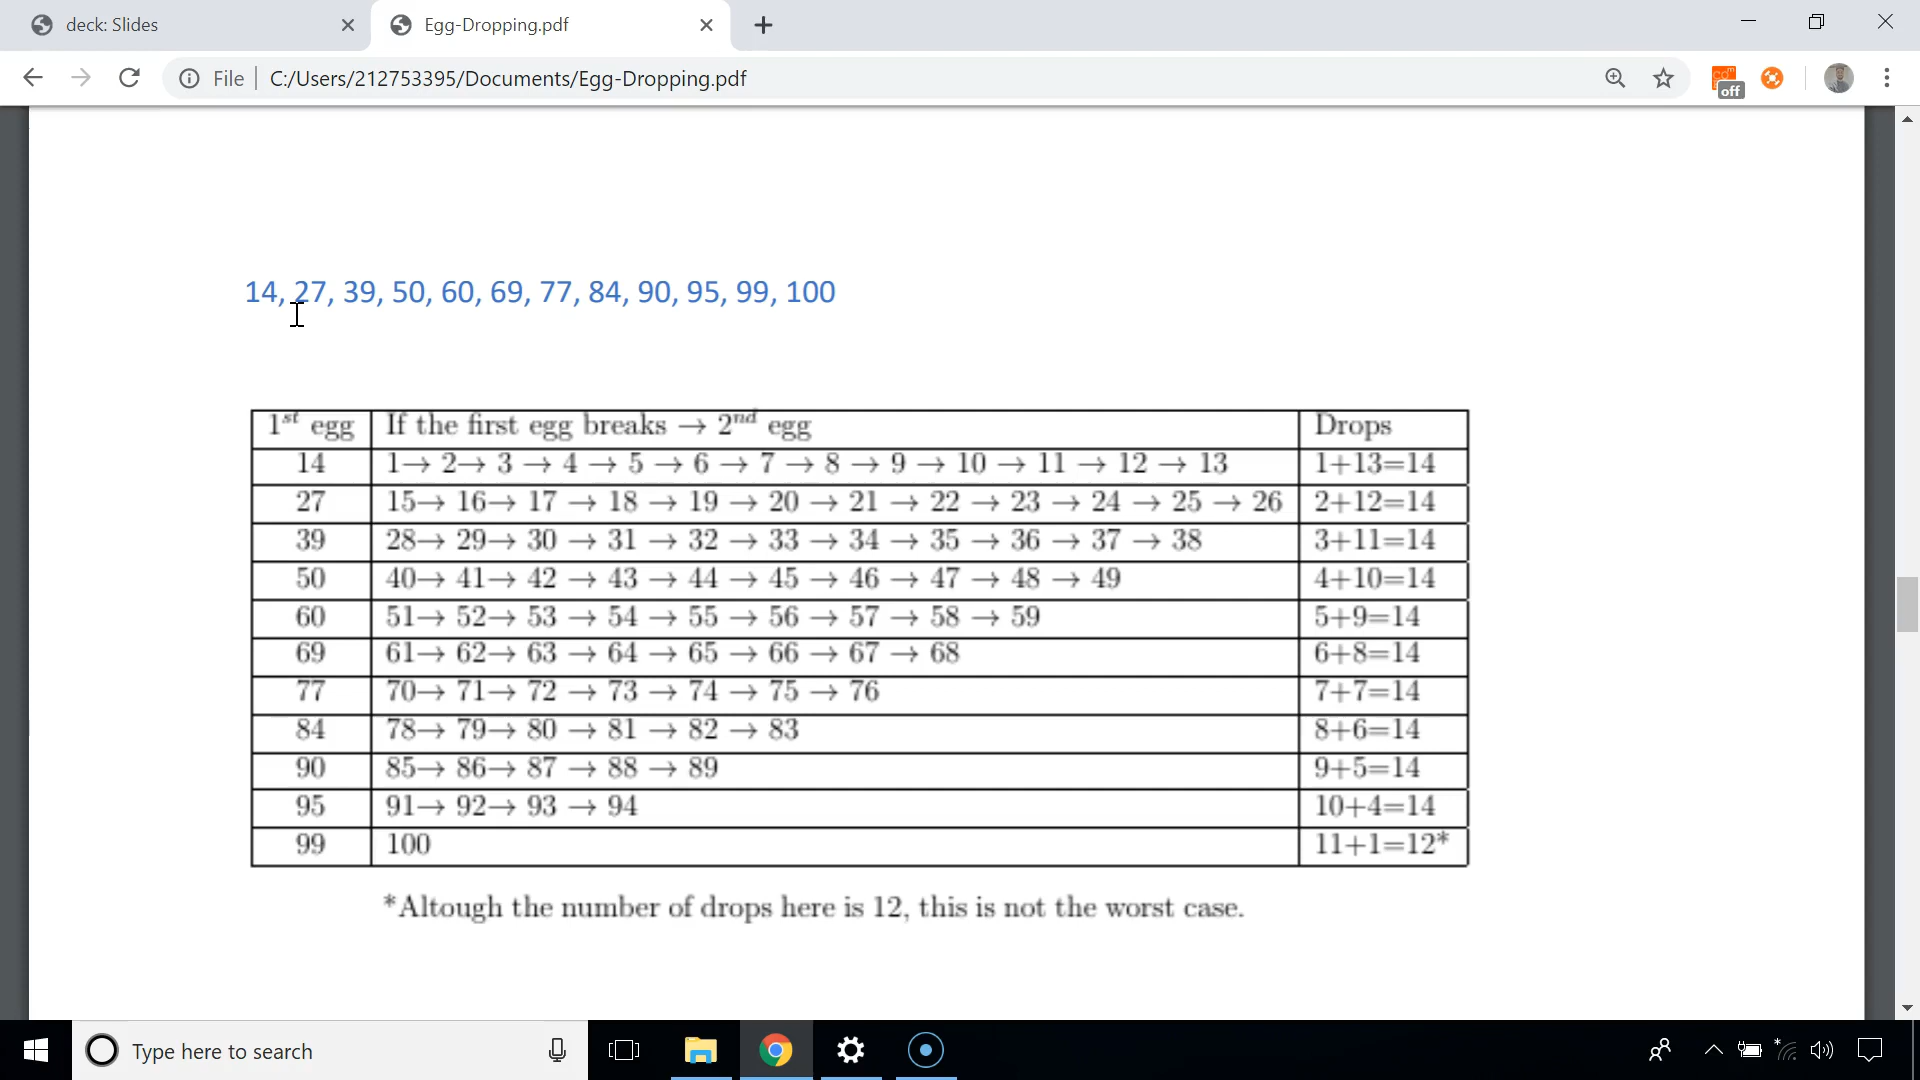 deck: Slides
Egg-Dropping.pdf
File
C:/Users/212753395/Documents/Egg-Dropping.pdf
off
14, 27, 39, 50, 60, 69, 77, 84, 90, 95, 99, 100
1st egg If the first egg breaks → 2nd egg Drops
14 1→ 2→ 3 → 4 → 5 → 6 → 7 → 8 → 9 → 10 → 11 → 12 → 13 1+13=14
27 15→ 16→ 17 → 18 → 19 → 20 → 21 → 22 → 23 → 24 → 25 → 26 2+12=14
39 28→ 29→ 30 → 31 → 32 → 33 → 34 → 35 → 36 → 37 → 38 3+11=14
50 40→ 41→ 42 → 43 → 44 → 45 → 46 → 47 → 48 → 49 4+10=14
60 51→ 52→ 53 → 54 → 55 → 56 → 57 → 58 → 59 5+9=14
69 61→ 62→ 63 → 64 → 65 → 66 → 67 → 68 6+8=14
77 70→ 71→ 72 → 73 → 74 → 75 → 76 7+7=14
84 78→ 79→ 80 → 81 → 82 → 83 8+6=14
90 85→ 86→ 87 → 88 → 89 9+5=14
95 91→ 92→ 93 → 94 10+4=14
99 100 11+1=12*
*Altough the number of drops here is 12, this is not the worst case.
Type here to search